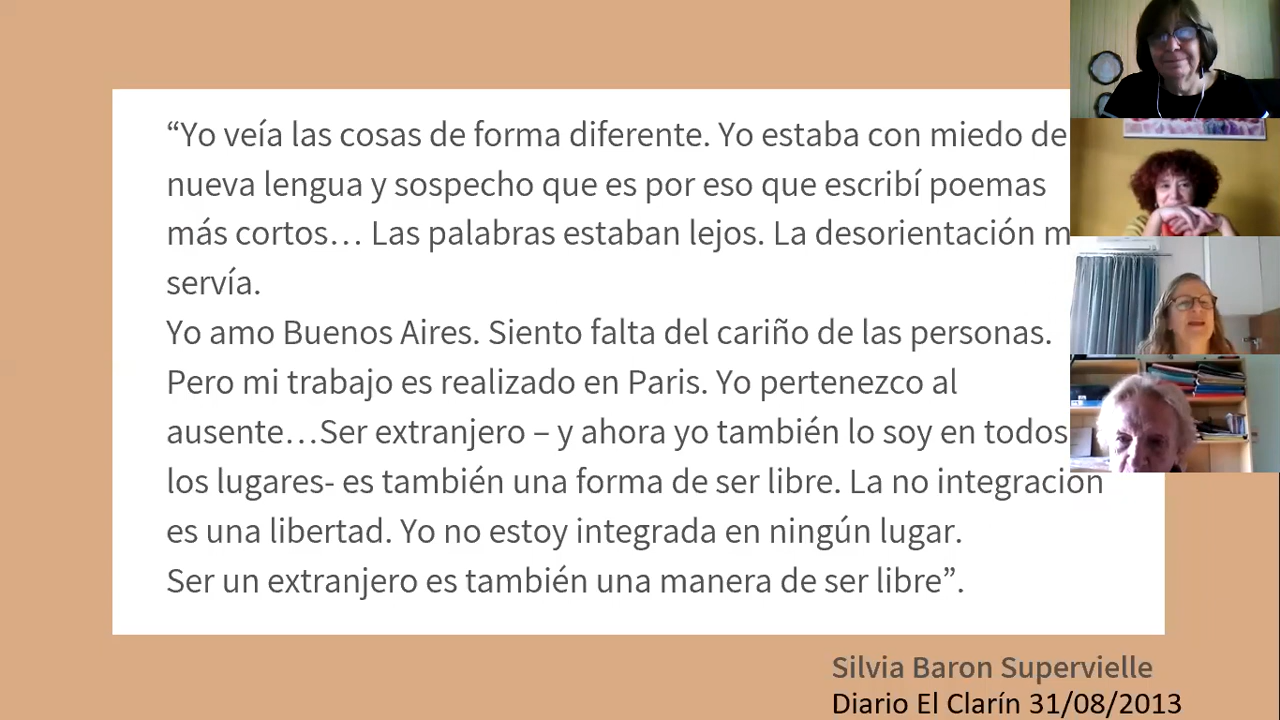 “Yo veía las cosas de forma diferente. Yo estaba con miedo de
nueva lengua y sospecho que es por eso que escribí poemas
más cortos… Las palabras estaban lejos. La desorientación
servía.
Yo amo Buenos Aires. Siento falta del cariño de las personas.
Pero mi trabajo es realizado en Paris. Yo pertenezco al
ausente…Ser extranjero – y ahora yo también lo soy en todos
los lugares- es también una forma de ser libre. La no integración
es una libertad. Yo no estoy integrada en ningún lugar.
Ser un extranjero es también una manera de ser libre”.
Silvia Baron Supervielle
Diario El Clarín 31/08/2013